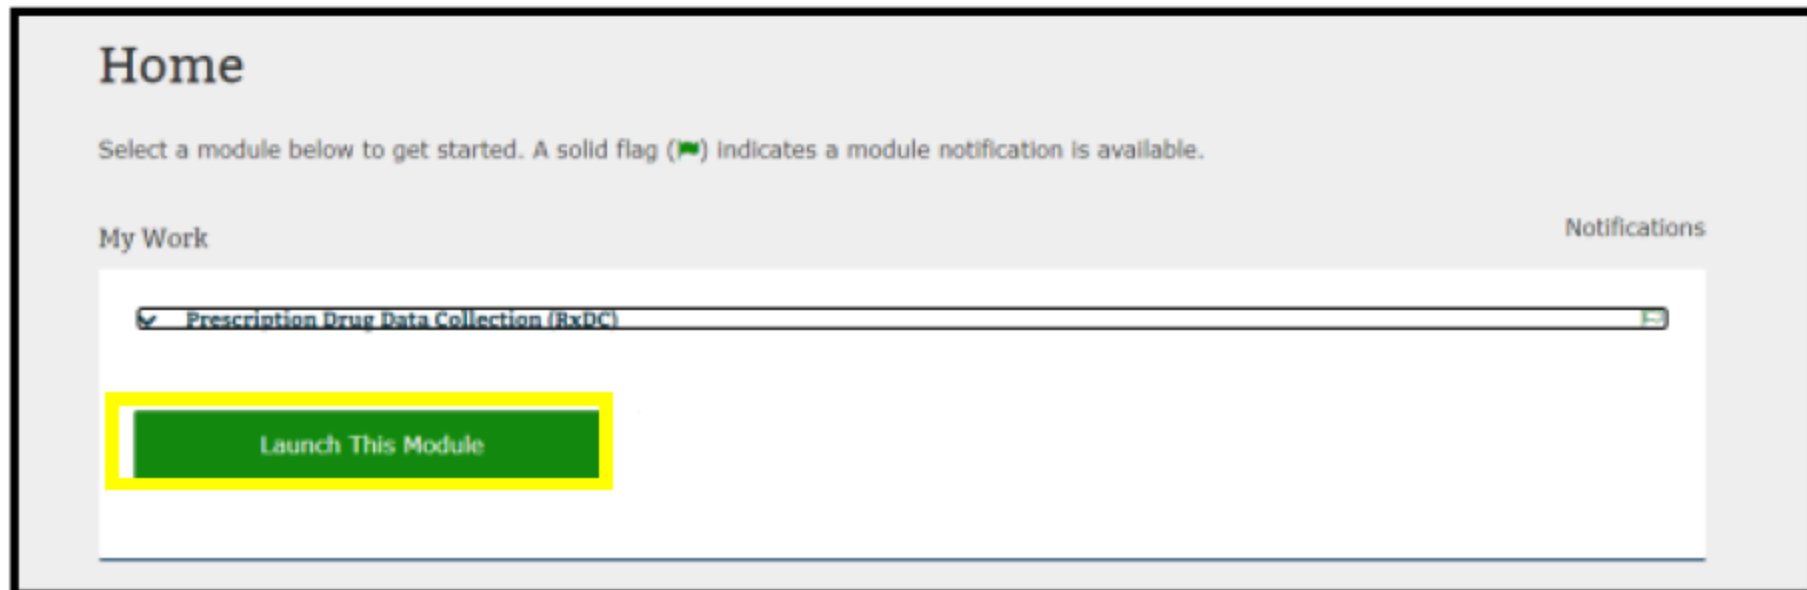 Home
Select a module below to get started. A solid flag () indicates a module notification is available.
Notifications
My Work
Prescription Drug Data Collection (RxDC)
Launch This Module